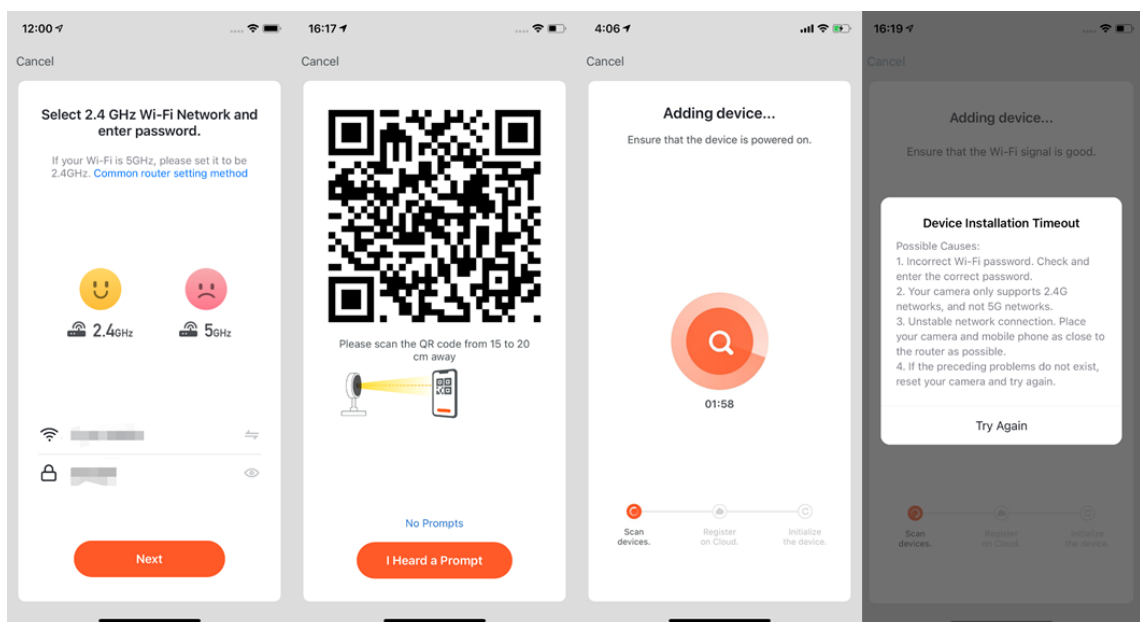 12:00
Cancel
Select 2.4 GHz Wi-Fi Network and
enter password.
If your Wi-Fi is 5GHz, please set it to be
2.4GHz. Common router setting method
2.4GHz
5GHz
Next
16:17
Cancel
Please scan the QR code from 15 to 20
cm away
No Prompts
I Heard a Prompt
4:06
Cancel
Adding device...
Ensure that the device is powered on.
01:58
Scan
devices.
Register
on Cloud.
Initialize
the device.
16:19
Cancel
Adding device...
Ensure that the Wi-Fi signal is good.
Device Installation Timeout
Possible Causes:
1. Incorrect Wi-Fi password. Check and
enter the correct password.
2. Your camera only supports 2.4G
networks, and not 5G networks.
3. Unstable network connection. Place
your camera and mobile phone as close to
the router as possible.
4. If the preceding problems do not exist,
reset your camera and try again.
Try Again
Scan
devices.
Register
on Cloud.
Initialize
the device.